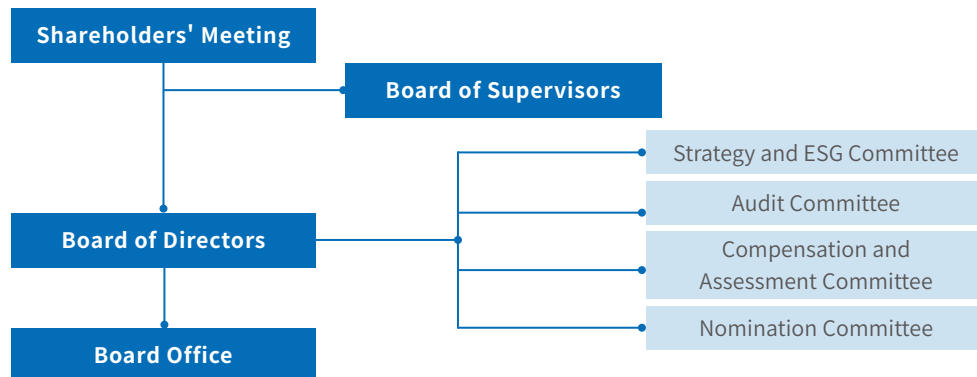 Shareholders' Meeting
Board of Supervisors
Strategy and ESG Committee
Audit Committee
Board of Directors
Compensation and
Assessment Committee
Nomination Committee
Board Office